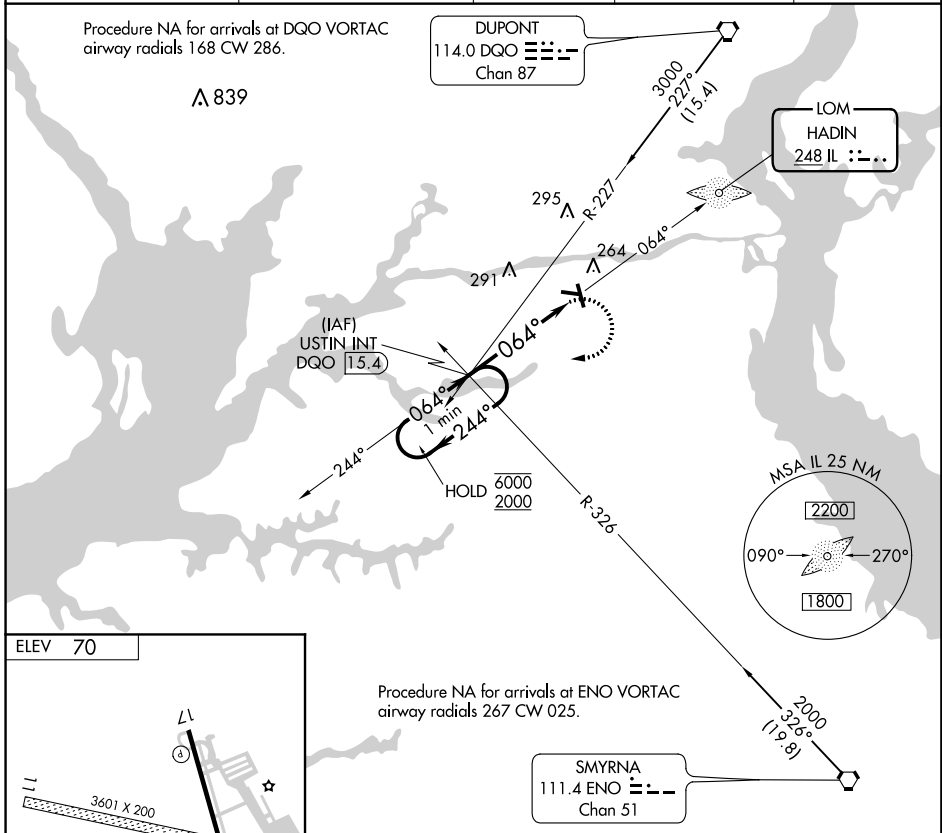 Procedure NA for arrivals at DQO VORTAC
airway radials 168 CW 286.
839
DUPONT
114.0 DQO
Chan 87
3000
227°
(15.4)
LOM
HADIN
248 IL
R-227
295
264
064°
291
(IAF)
USTIN INT
DQO 15.4
064°
064°
1 min
244°
244°
HOLD 6000
2000
R-326
MSA IL 25 NM
2200
090°
270°
1800
ELEV 70
Procedure NA for arrivals at ENO VORTAC
airway radials 267 CW 025.
2000
326°
(19.8)
SMYRNA
111.4 ENO
Chan 51
17
P
11
3601 X 200